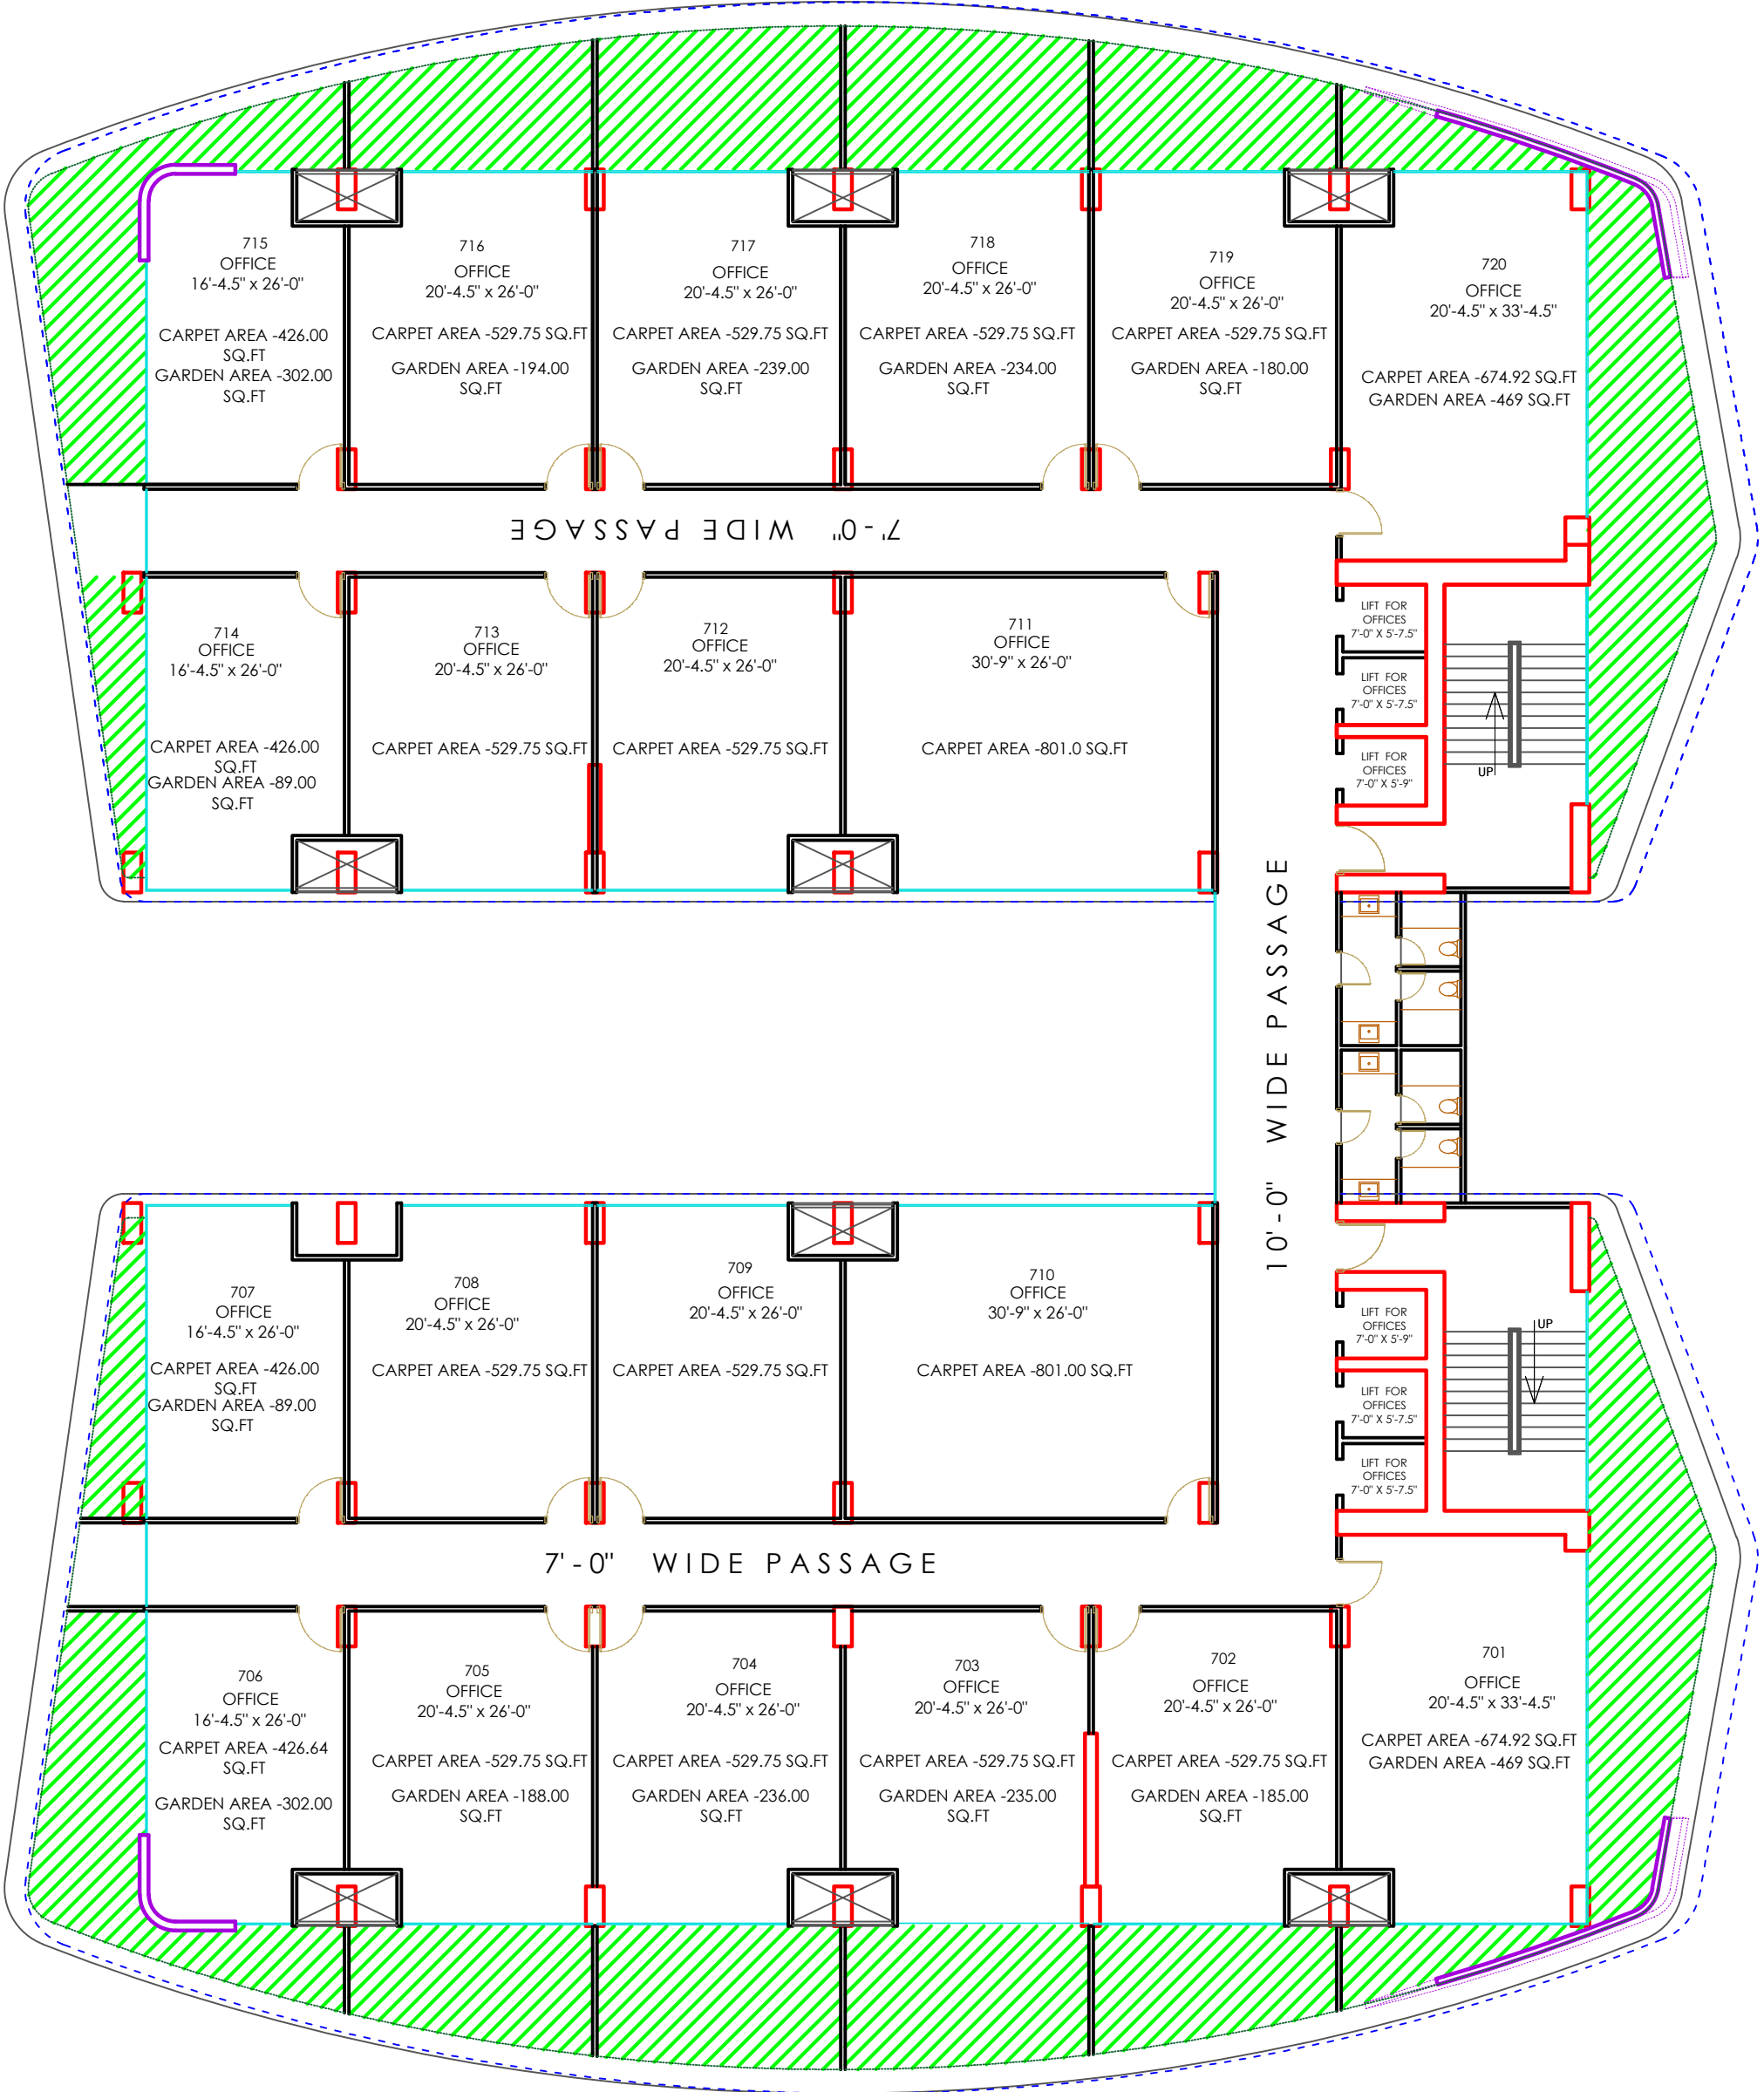 715
OFFICE
16'-4.5" x 26'-0"
CARPET AREA -426.00
SQ.FT
GARDEN AREA -302.00
SQ.FT
716
OFFICE
20'-4.5" x 26'-0"
CARPET AREA -529.75 SQ.FT
GARDEN AREA -194.00
SQ.FT
717
OFFICE
20'-4.5" x 26'-0"
CARPET AREA -529.75 SQ.FT
GARDEN AREA -239.00
SQ.FT
718
OFFICE
20'-4.5" x 26'-0"
CARPET AREA -529.75 SQ.FT
GARDEN AREA -234.00
SQ.FT
719
OFFICE
20'-4.5" x 26'-0"
CARPET AREA -529.75 SQ.FT
GARDEN AREA -180.00
SQ.FT
720
OFFICE
20'-4.5" x 33'-4.5"
CARPET AREA -674.92 SQ.FT
GARDEN AREA -469 SQ.FT
7'-0" WIDE PASSAGE
714
OFFICE
16'-4.5" x 26'-0"
CARPET AREA -426.00
SQ.FT
GARDEN AREA -89.00
SQ.FT
713
OFFICE
20'-4.5" x 26'-0"
CARPET AREA -529.75 SQ.FT
712
OFFICE
20'-4.5" x 26'-0"
CARPET AREA -529.75 SQ.FT
711
OFFICE
30'-9" x 26'-0"
CARPET AREA -801.0 SQ.FT
LIFT FOR
OFFICES
7'-0" X 5'-7.5"
LIFT FOR
OFFICES
7'-0" X 5'-7.5"
LIFT FOR
OFFICES
7'-0" X 5'-9"
UP
10'-0" WIDE PASSAGE
707
OFFICE
16'-4.5" x 26'-0"
CARPET AREA -426.00
SQ.FT
GARDEN AREA -89.00
SQ.FT
708
OFFICE
20'-4.5" x 26'-0"
CARPET AREA -529.75 SQ.FT
709
OFFICE
20'-4.5" x 26'-0"
CARPET AREA -529.75 SQ.FT
710
OFFICE
30'-9" x 26'-0"
CARPET AREA -801.00 SQ.FT
LIFT FOR
OFFICES
7'-0" X 5'-9"
LIFT FOR
OFFICES
7'-0" X 5'-7.5"
LIFT FOR
OFFICES
7'-0" X 5'-7.5"
UP
7'-0" WIDE PASSAGE
706
OFFICE
16'-4.5" x 26'-0"
CARPET AREA -426.64
SQ.FT
GARDEN AREA -302.00
SQ.FT
705
OFFICE
20'-4.5" x 26'-0"
CARPET AREA -529.75 SQ.FT
GARDEN AREA -188.00
SQ.FT
704
OFFICE
20'-4.5" x 26'-0"
CARPET AREA -529.75 SQ.FT
GARDEN AREA -236.00
SQ.FT
703
OFFICE
20'-4.5" x 26'-0"
CARPET AREA -529.75 SQ.FT
GARDEN AREA -235.00
SQ.FT
702
OFFICE
20'-4.5" x 26'-0"
CARPET AREA -529.75 SQ.FT
GARDEN AREA -185.00
SQ.FT
701
OFFICE
20'-4.5" x 33'-4.5"
CARPET AREA -674.92 SQ.FT
GARDEN AREA -469 SQ.FT